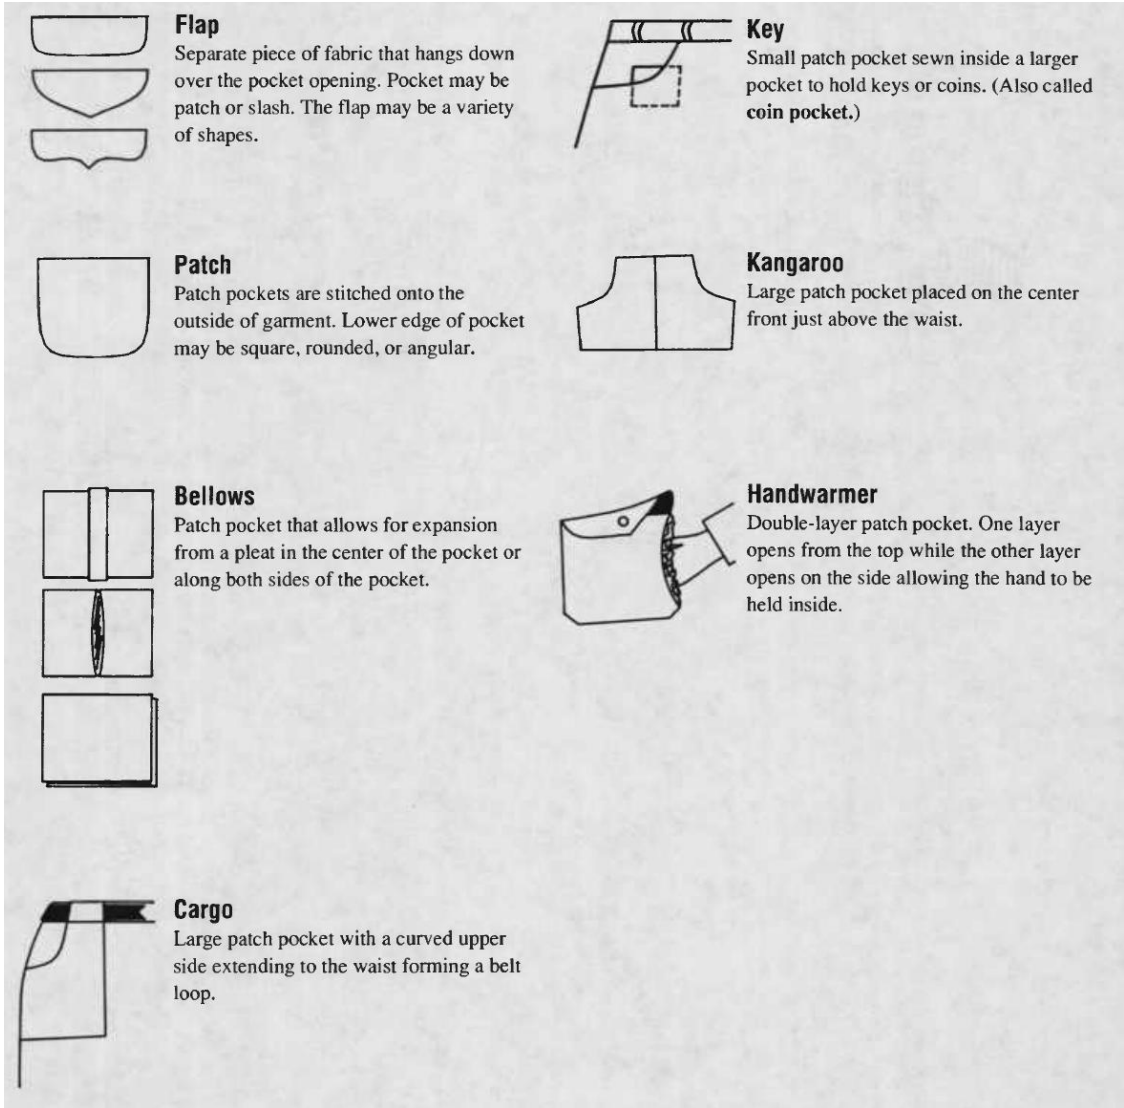 Flap
Separate piece of fabric that hangs down
over the pocket opening. Pocket may be
patch or slash. The flap may be a variety
of shapes.
Key
Small patch pocket sewn inside a larger
pocket to hold keys or coins. (Also called
coin pocket.)
Patch
Patch pockets are stitched onto the
outside of garment. Lower edge of pocket
may be square, rounded, or angular.
Kangaroo
Large patch pocket placed on the center
front just above the waist.
Bellows
Patch pocket that allows for expansion
from a pleat in the center of the pocket or
along both sides of the pocket.
Handwarmer
Double-layer patch pocket. One layer
opens from the top while the other layer
opens on the side allowing the hand to be
held inside.
Cargo
Large patch pocket with a curved upper
side extending to the waist forming a belt
loop.